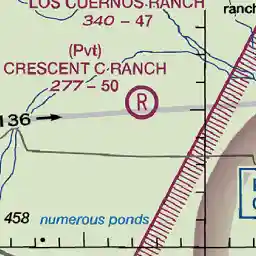 LOS CUERNOS RANCH
340 - 47
ranch
(Pvt)
CRESCENT C RANCH
277 - 50
R
136
458
numerous ponds